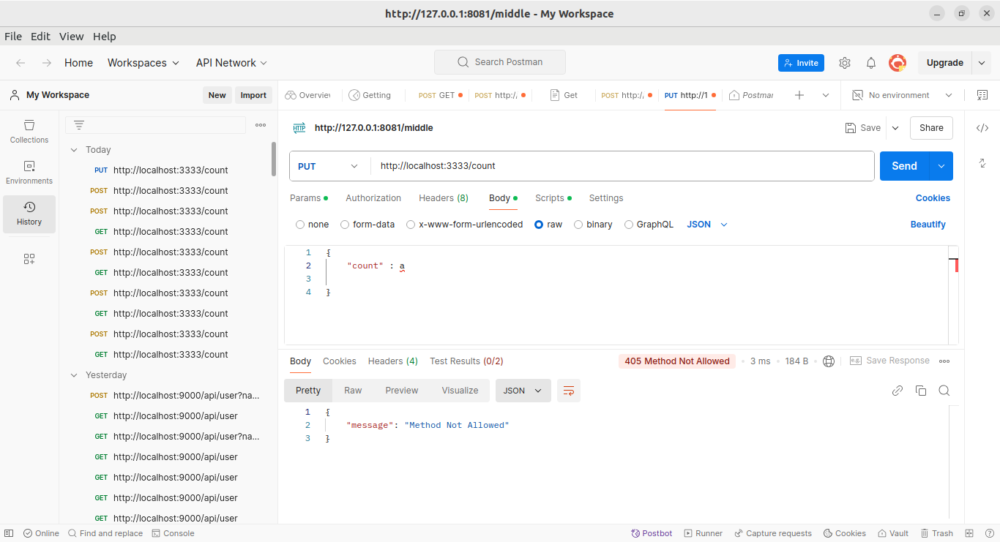 http://127.0.0.1:8081/middle - My Workspace
File Edit View Help
Home Workspaces API Network Search Postman Invite Upgrade
My Workspace New Import
Overviev Getting POST GET POST http:/ Get POST http:/ PUT http://1 Postmar No environment
Collections
Environments
History
Today
PUT http://localhost:3333/count
POST http://localhost:3333/count
POST http://localhost:3333/count
GET http://localhost:3333/count
POST http://localhost:3333/count
GET http://localhost:3333/count
POST http://localhost:3333/count
GET http://localhost:3333/count
POST http://localhost:3333/count
GET http://localhost:3333/count
Yesterday
POST http://localhost:9000/api/user?na...
GET http://localhost:9000/api/user
GET http://localhost:9000/api/user?na...
GET http://localhost:9000/api/user
GET http://localhost:9000/api/user
GET http://localhost:9000/api/user
GET http://localhost:9000/api/user
HTTP http://127.0.0.1:8081/middle Save Share
PUT http://localhost:3333/count Send
Params Authorization Headers (8) Body Scripts Settings Cookies
none form-data x-www-form-urlencoded raw binary GraphQL JSON Beautify
1 {
2 "count" : a
3
4 }
Body Cookies Headers (4) Test Results (0/2) 405 Method Not Allowed 3 ms 184 B e.g. Save Response
Pretty Raw Preview Visualize JSON
1 {
2 "message": "Method Not Allowed"
3 }
Online Find and replace Console Postbot Runner Capture requests Cookies Vault Trash